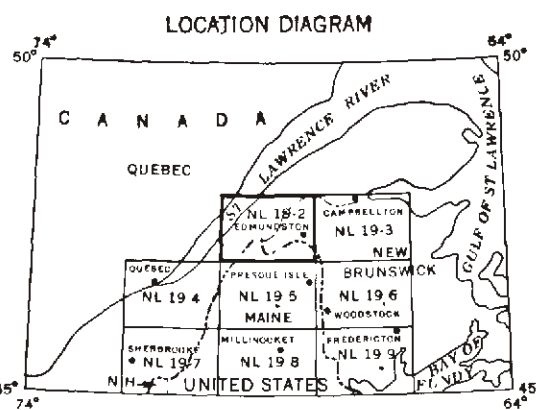 LOCATION DIAGRAM
74° 64°
50° 50°
CANADA
ST LAWRENCE RIVER
GULF OF ST LAWRENCE
QUEBEC
NL 19-2
EDMUNDSTON
CAMPBELLTON
NL 19-3
NEW
BRUNSWICK
QUEBEC
NL 19 4
PRESQUE ISLE
NL 19 5
MAINE
NL 19 6
WOODSTOCK
SHERBROOKE
NL 19 7
MILLINOCKET
NL 19 8
FREDERICTON
NL 19 9
BAY OF
FUNDY
N H
UNITED STATES
45° 45°
74° 64°